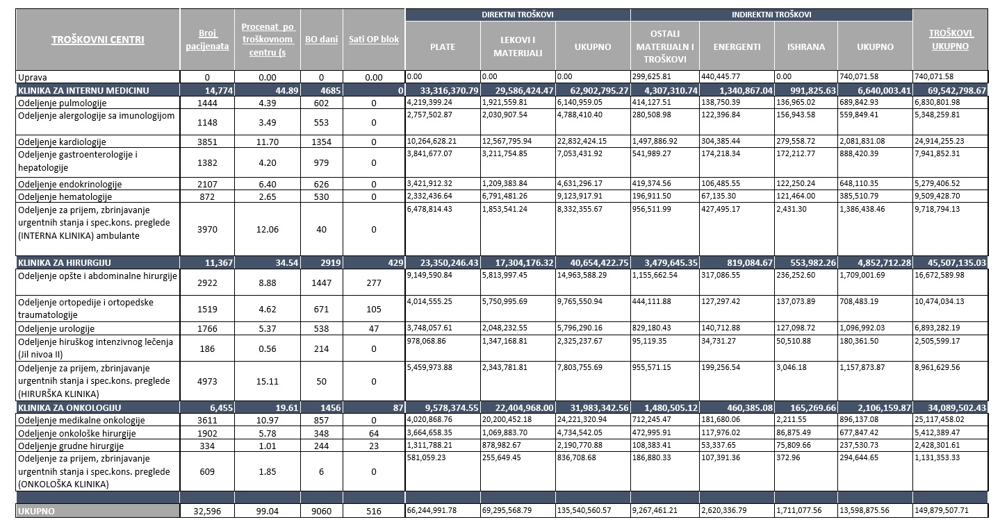 DIREKTNI TROŠKOVI INDIREKTNI TROŠKOVI
TROŠKOVNI CENTRI Broj pacijenata Procenat po troškovnom centru (s BO dani Sati OP blok PLATE LEKOVI I MATERIJALI UKUPNO OSTALI MATERIJALN I TROŠKOVI ENERGENTI ISHRANA UKUPNO TROŠKOVI UKUPNO
Uprava 0 0.00 0 0.00 0.00 0.00 0.00 299,625.81 440,445.77 0.00 740,071.58 740,071.58
KLINIKA ZA INTERNU MEDICINU 14,774 44.89 4685 0 33,316,370.79 29,586,424.47 62,902,795.27 4,307,310.74 1,340,867.04 991,825.63 6,640,003.41 69,542,798.67
Odeljenje pulmologije 1444 4.39 602 0 4,219,399.24 1,921,559.81 6,140,959.05 414,127.51 138,750.39 136,965.02 689,842.93 6,830,801.98
Odeljenje alergologije sa imunologijom 1148 3.49 553 0 2,757,502.87 2,030,907.54 4,788,410.40 280,508.98 122,396.84 156,943.58 559,849.41 5,348,259.81
Odeljenje kardiologije 3851 11.70 1354 0 10,264,628.21 12,567,795.94 22,832,424.15 1,497,886.92 304,385.44 279,558.72 2,081,831.08 24,914,255.23
Odeljenje gastroenterologije i
hepatologije 1382 4.20 979 0 3,841,677.07 3,211,754.85 7,053,431.92 541,989.27 174,218.34 172,212.77 888,420.39 7,941,852.31
Odeljenje endokrinologije 2107 6.40 626 0 3,421,912.32 1,209,383.84 4,631,296.17 419,374.56 106,485.55 122,250.24 648,110.35 5,279,406.52
Odeljenje hematologije 872 2.65 530 0 2,332,436.64 6,791,481.26 9,123,917.91 196,911.50 67,135.30 121,464.00 385,510.79 9,509,428.70
Odeljenje za prijem, zbrinjavanje
urgentnih stanja i spec.kons. preglede
(INTERNA KLINIKA) ambulante 3970 12.06 40 0 6,478,814.43 1,853,541.24 8,332,355.67 956,511.99 427,495.17 2,431.30 1,386,438.46 9,718,794.13
KLINIKA ZA HIRURGIJU 11,367 34.54 2919 429 23,350,246.43 17,304,176.32 40,654,422.75 3,479,645.35 819,084.67 553,982.26 4,852,712.28 45,507,135.03
Odeljenje opšte i abdominalne hirurgije 2922 8.88 1447 277 9,149,590.84 5,813,997.45 14,963,588.29 1,155,662.54 317,086.55 236,252.60 1,709,001.69 16,672,589.98
Odeljenje ortopedije i ortopedske
traumatologije 1519 4.62 671 105 4,014,555.25 5,750,995.69 9,765,550.94 444,111.88 127,297.42 137,073.89 708,483.19 10,474,034.13
Odeljenje urologije 1766 5.37 538 47 3,748,057.61 2,048,232.55 5,796,290.16 829,180.43 140,712.88 127,098.72 1,096,992.03 6,893,282.19
Odeljenje hiruškog intenzivnog lečenja
(Jil nivoa II) 186 0.56 214 0 978,068.86 1,347,168.81 2,325,237.67 95,119.35 34,731.27 50,510.88 180,361.50 2,505,599.17
Odeljenje za prijem, zbrinjavanje
urgentnih stanja i spec.kons. preglede
(HIRURŠKA KLINIKA) 4973 15.11 50 0 5,459,973.88 2,343,781.81 7,803,755.69 955,571.15 199,256.54 3,046.18 1,157,873.87 8,961,629.56
KLINIKA ZA ONKOLOGIJU 6,455 19.61 1456 87 9,578,374.55 22,404,968.00 31,983,342.56 1,480,505.12 460,385.08 165,269.66 2,106,159.87 34,089,502.43
Odeljenje medikalne onkologije 3611 10.97 857 0 4,020,868.76 20,200,452.18 24,221,320.94 712,245.47 181,680.06 2,211.55 896,137.08 25,117,458.02
Odeljenje onkološke hirurgije 1902 5.78 348 64 3,664,658.35 1,069,883.70 4,734,542.05 472,995.91 117,976.02 86,875.49 677,847.42 5,412,389.47
Odeljenje grudne hirurgije 334 1.01 244 23 1,311,788.21 878,982.67 2,190,770.88 108,383.41 53,337.65 75,809.66 237,530.73 2,428,301.61
Odeljenje za prijem, zbrinjavanje
urgentnih stanja i spec.kons. preglede
(ONKOLOŠKA KLINIKA) 609 1.85 6 0 581,059.23 255,649.45 836,708.68 186,880.33 107,391.36 372.96 294,644.65 1,131,353.33
UKUPNO 32,596 99.04 9060 516 66,244,991.78 69,295,568.79 135,540,560.57 9,267,461.21 2,620,336.79 1,711,077.56 13,598,875.56 149,879,507.71